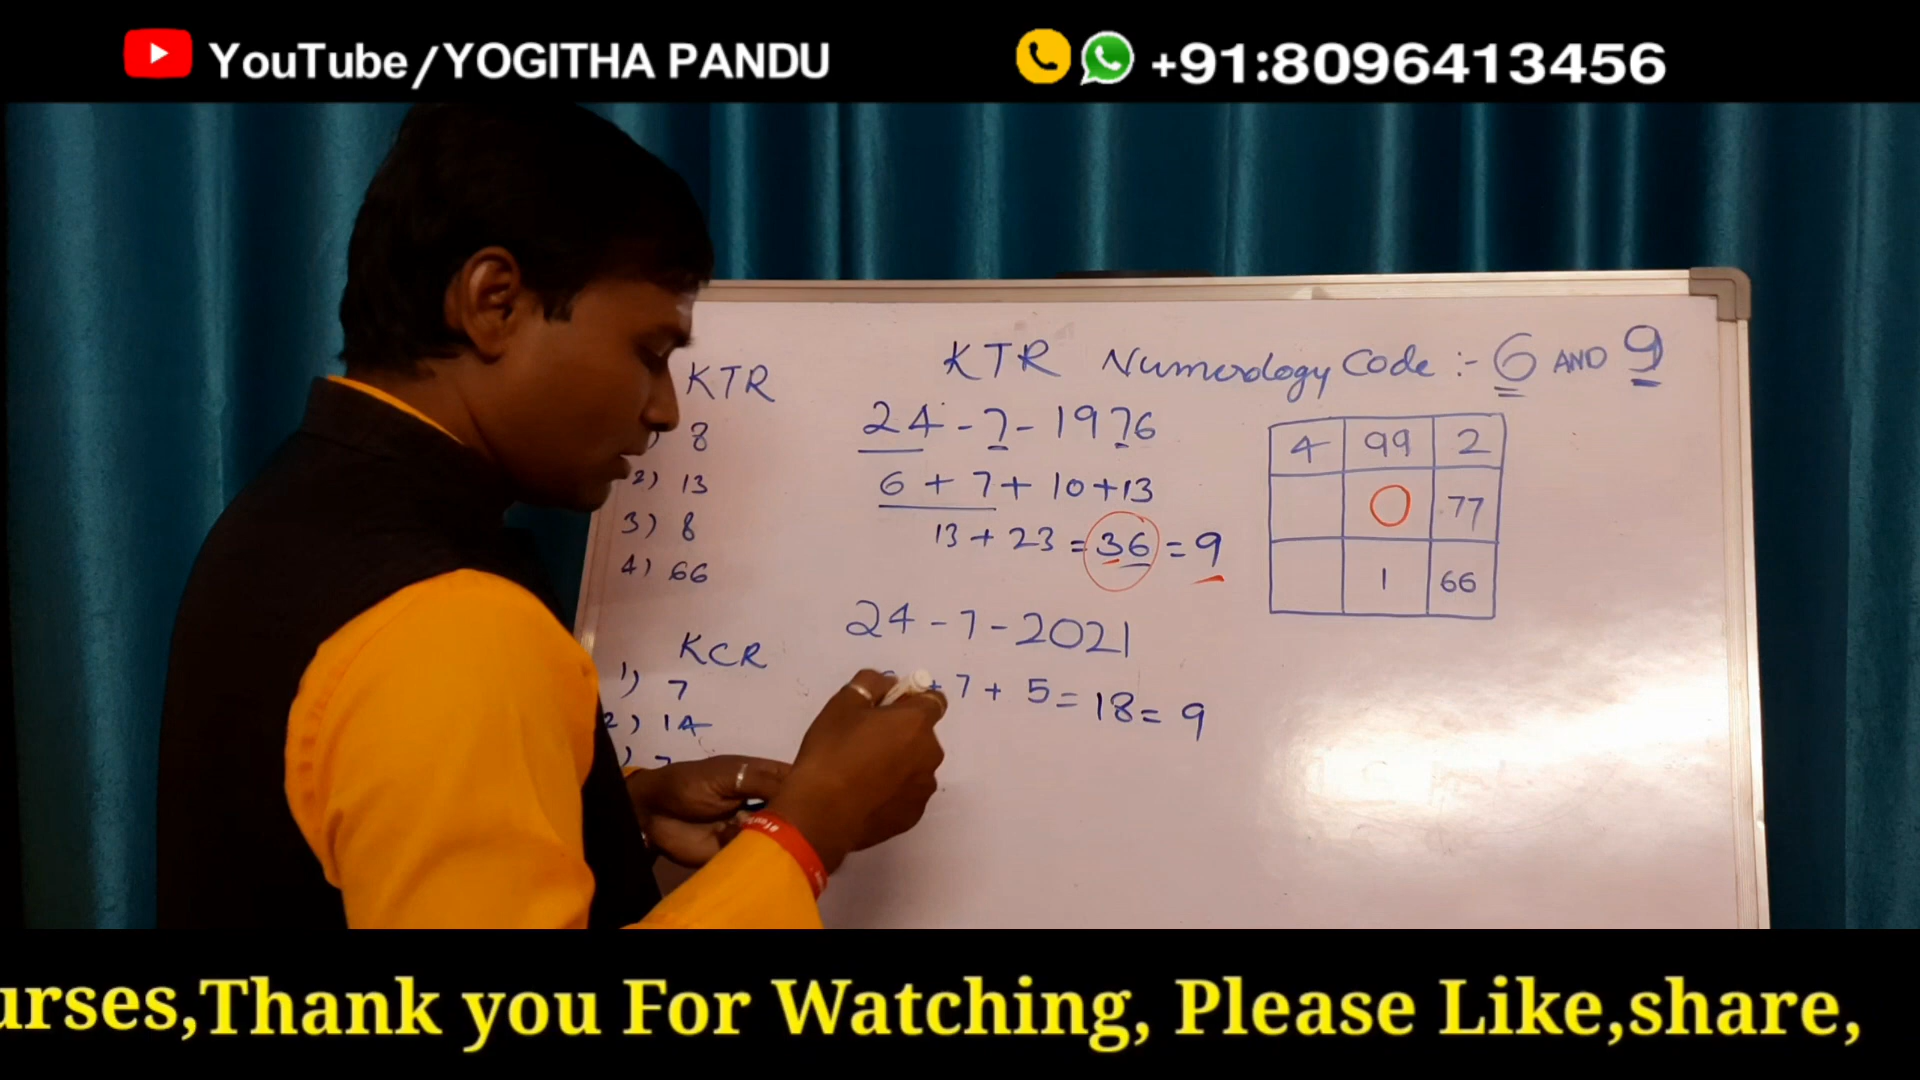 YouTube/YOGITHA PANDU
+91:8096413456
KTR
8
2) 13
3) 8
4) 66
KCR
1) 7
2) 14
) 7
KTR Numerology Code :- 6 AND 9
24 - 7 - 1976
6 + 7 + 10 + 13
13 + 23 = 36 = 9
24 - 7 - 2021
+ 7 + 5 = 18 = 9
4 99 2
0 77
1 66
urses,Thank you For Watching, Please Like,share,